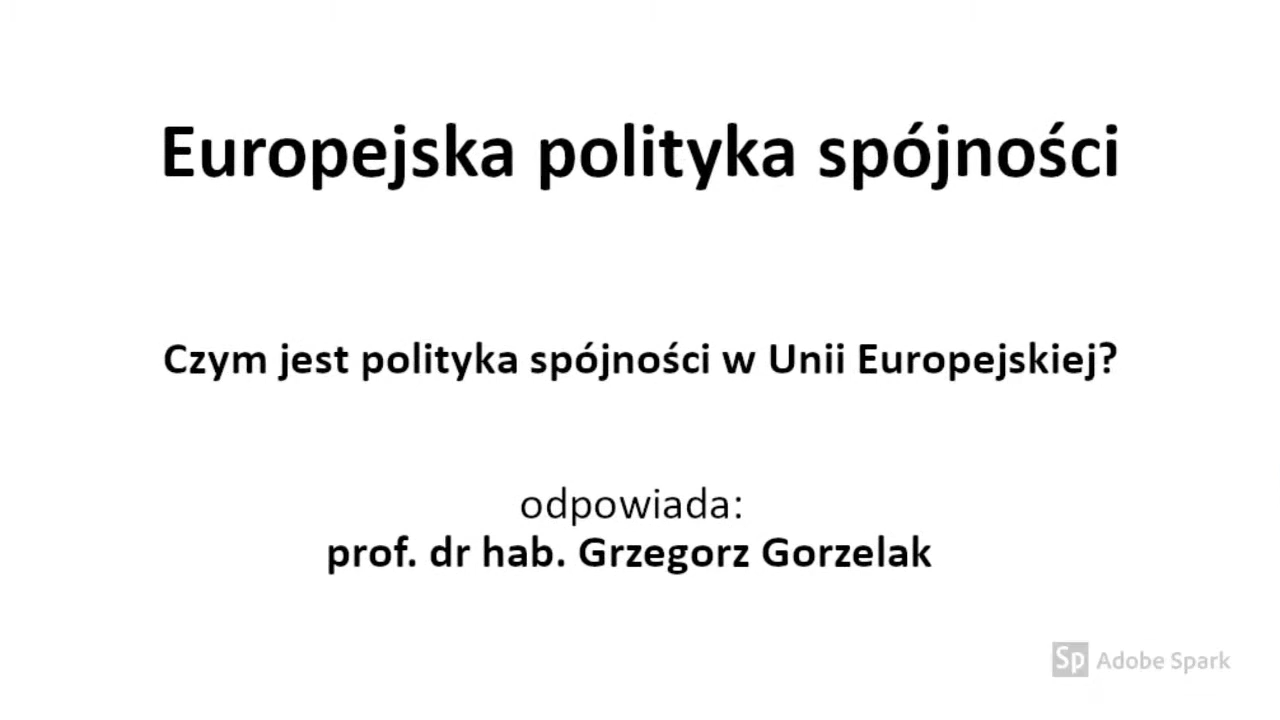 Europejska polityka spójności
Czym jest polityka spójności w Unii Europejskiej?
odpowiada:
prof. dr hab. Grzegorz Gorzelak
Sp Adobe Spark